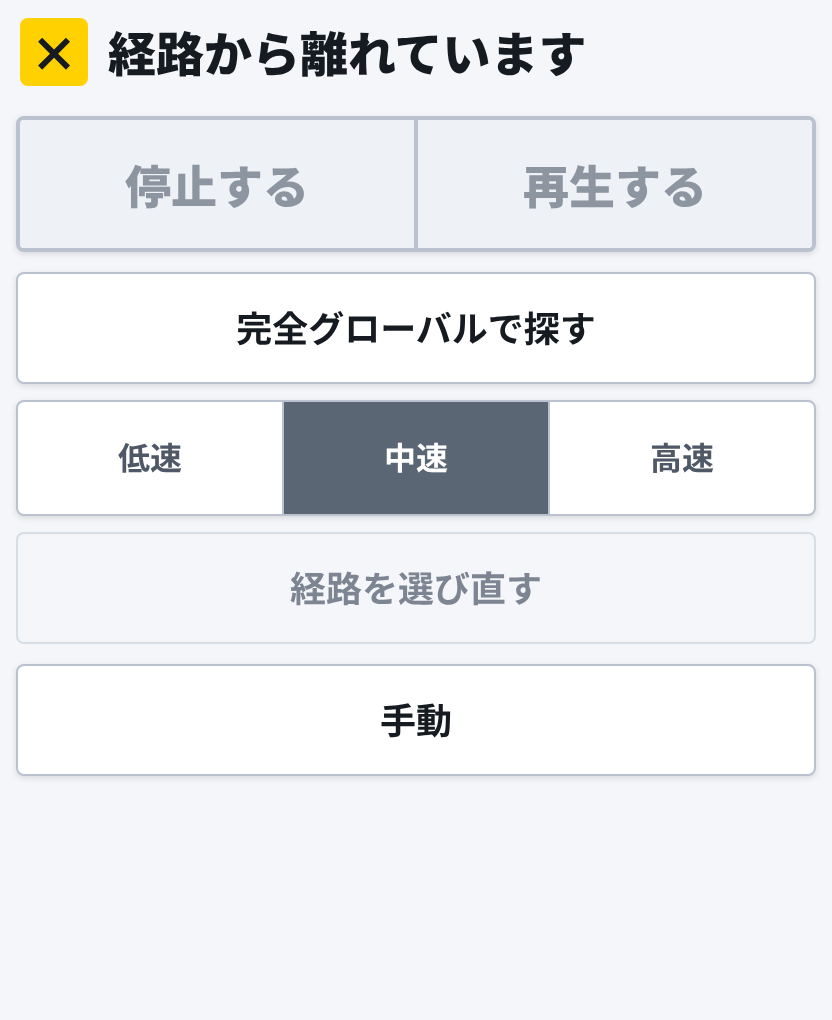 経路から離れています
停止する
再生する
完全グローバルで探す
低速
中速
高速
経路を選び直す
手動